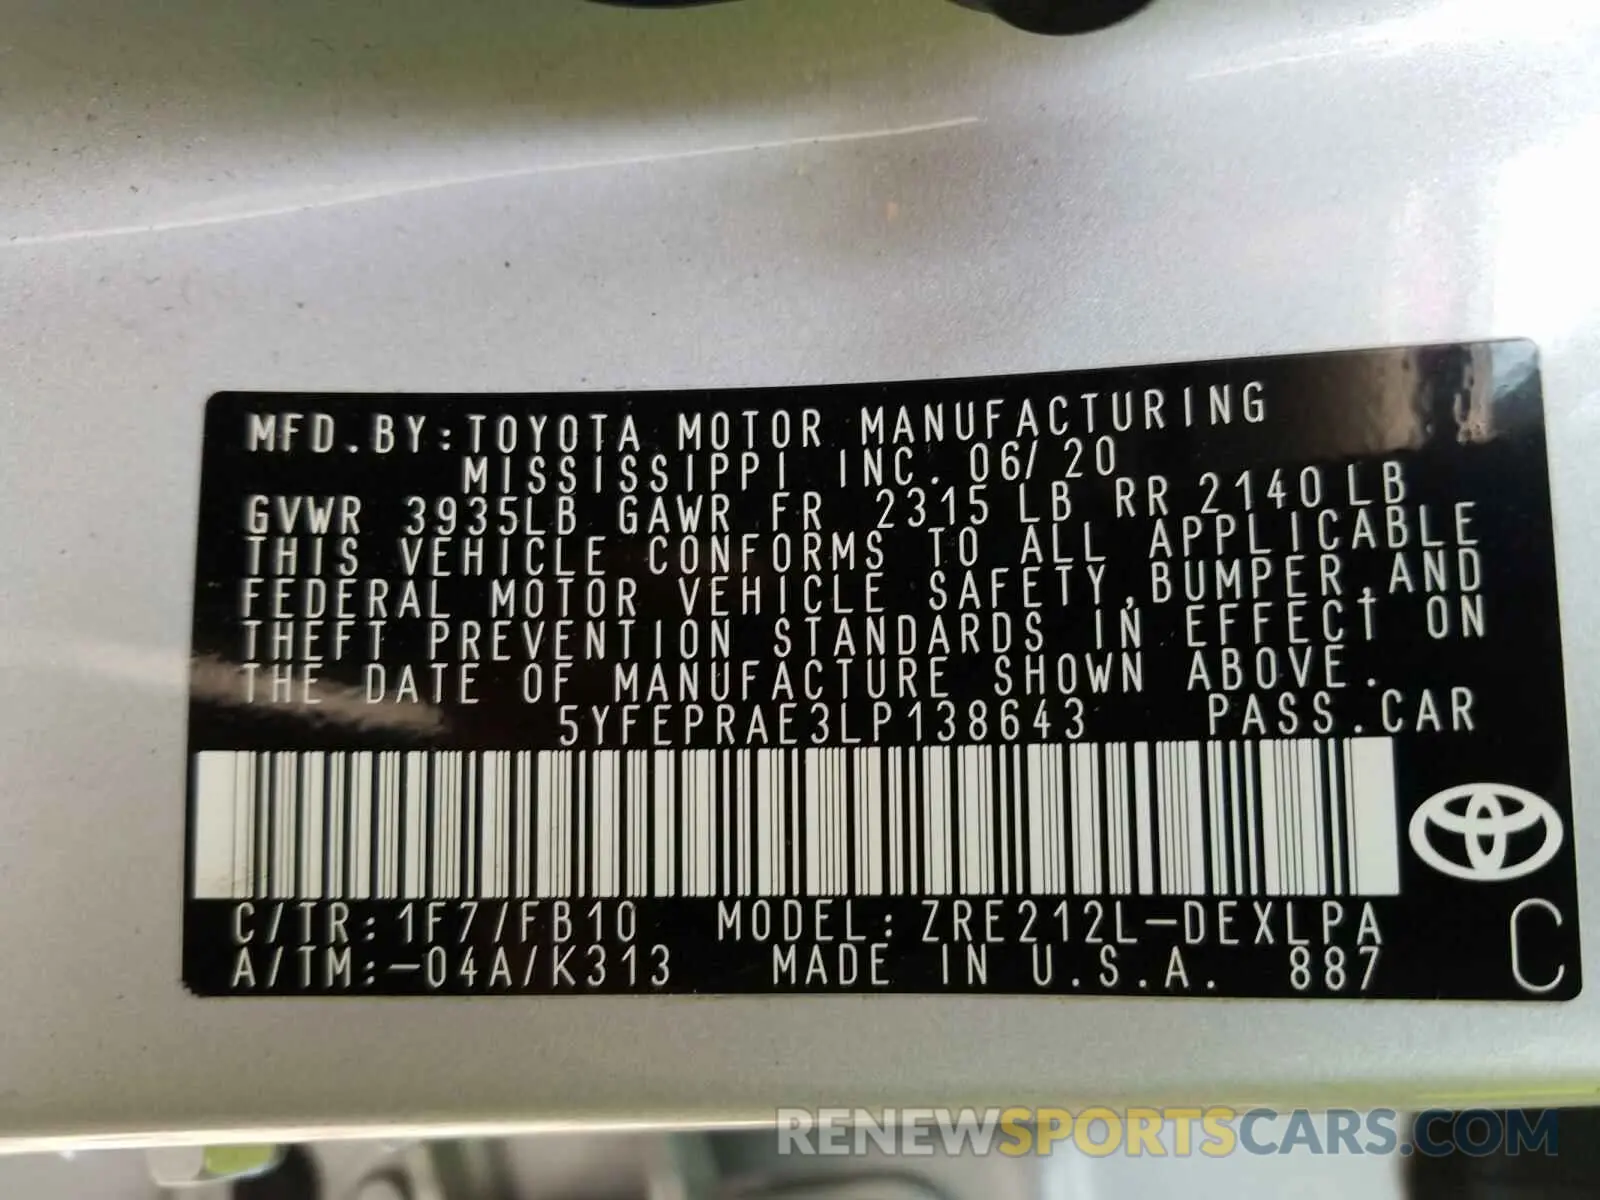 MFD.BY:TOYOTA MOTOR MANUFACTURING
MISSISSIPPI INC. 06/20
GVWR 3935LB GAWR FR 2315 LB RR 2140 LB
THIS VEHICLE CONFORMS TO ALL APPLICABLE
FEDERAL MOTOR VEHICLE SAFETY,BUMPER,AND
THEFT PREVENTION STANDARDS IN EFFECT ON
THE DATE OF MANUFACTURE SHOWN ABOVE.
5YFEPRAE3LP138643 PASS.CAR
C/TR:1F7/FB10 MODEL:ZRE212L-DEXLPA
A/TM:-04A/K313 MADE IN U.S.A. 887
C
RENEWSPORTSCARS.COM